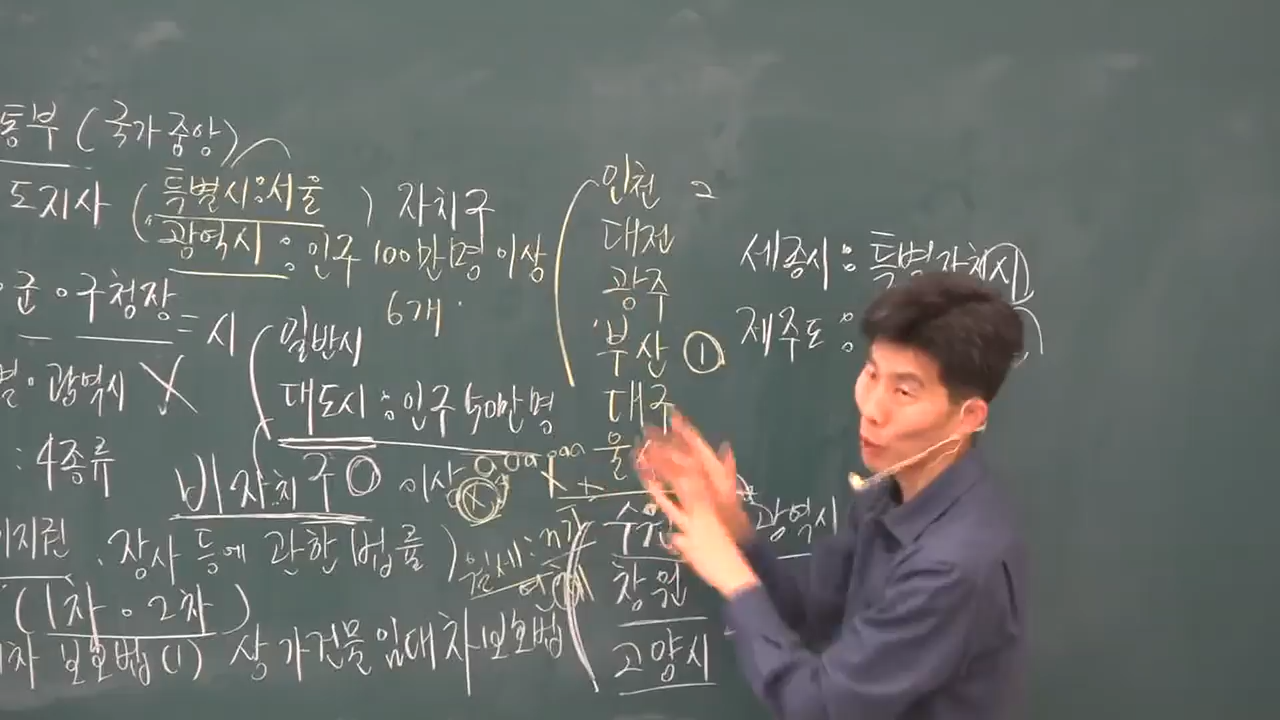 통부 (국가중앙)
도지사 (특별시:서울) 자치구
광역시 : 인구 100만명 이상
6개
군·구청장 = 시
일반시
대도시 : 인구 50만명
이상
별·광역시 X
: 4종류
비자치구 O
장사 등에 관한 법률)
(1차·2차)
보호법(1) 상가건물임대차보호법
인천 2
대전
광주
부산 ①
대구
울
수원
창원
고양시
세종시 : 특별자치시
제주도 :
광역시